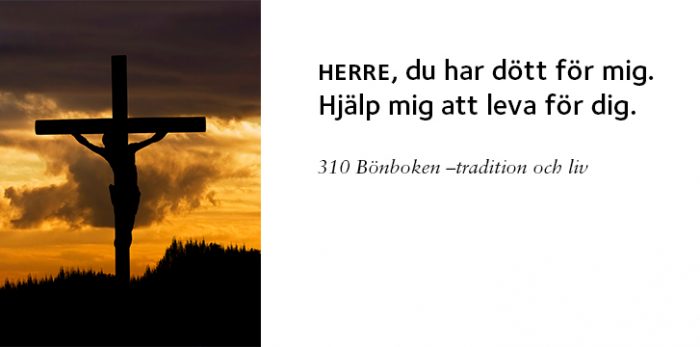 HERRE, du har dött för mig.
Hjälp mig att leva för dig.
310 Bönboken –tradition och liv